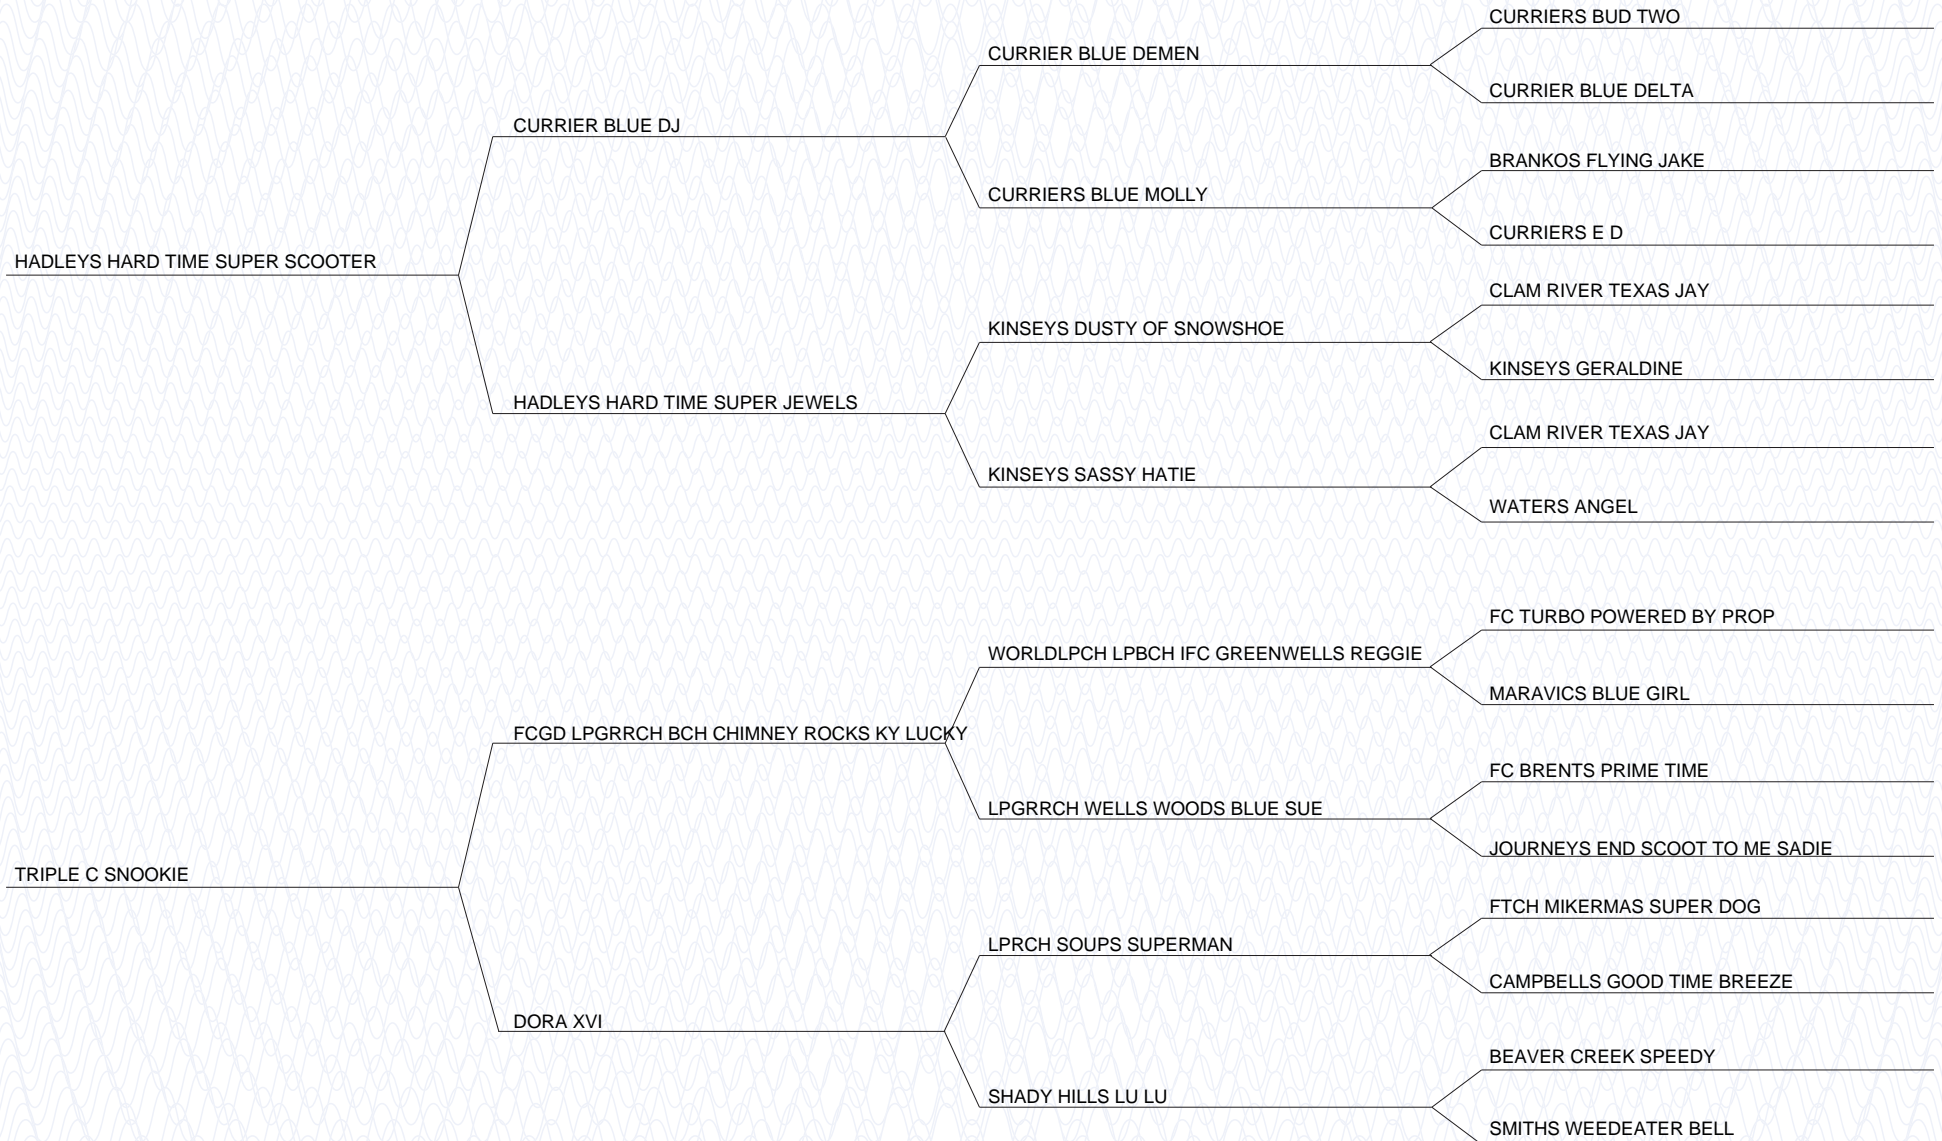 CURRIERS BUD TWO
CURRIER BLUE DEMEN
CURRIER BLUE DELTA
CURRIER BLUE DJ
BRANKOS FLYING JAKE
CURRIERS BLUE MOLLY
CURRIERS E D
HADLEYS HARD TIME SUPER SCOOTER
CLAM RIVER TEXAS JAY
KINSEYS DUSTY OF SNOWSHOE
KINSEYS GERALDINE
HADLEYS HARD TIME SUPER JEWELS
CLAM RIVER TEXAS JAY
KINSEYS SASSY HATIE
WATERS ANGEL
FC TURBO POWERED BY PROP
WORLDLPCH LPBCH IFC GREENWELLS REGGIE
MARAVICS BLUE GIRL
FCGD LPGRRCH BCH CHIMNEY ROCKS KY LUCKY
FC BRENTS PRIME TIME
LPGRRCH WELLS WOODS BLUE SUE
JOURNEYS END SCOOT TO ME SADIE
TRIPLE C SNOOKIE
FTCH MIKERMAS SUPER DOG
LPRCH SOUPS SUPERMAN
CAMPBELLS GOOD TIME BREEZE
DORA XVI
BEAVER CREEK SPEEDY
SHADY HILLS LU LU
SMITHS WEEDEATER BELL